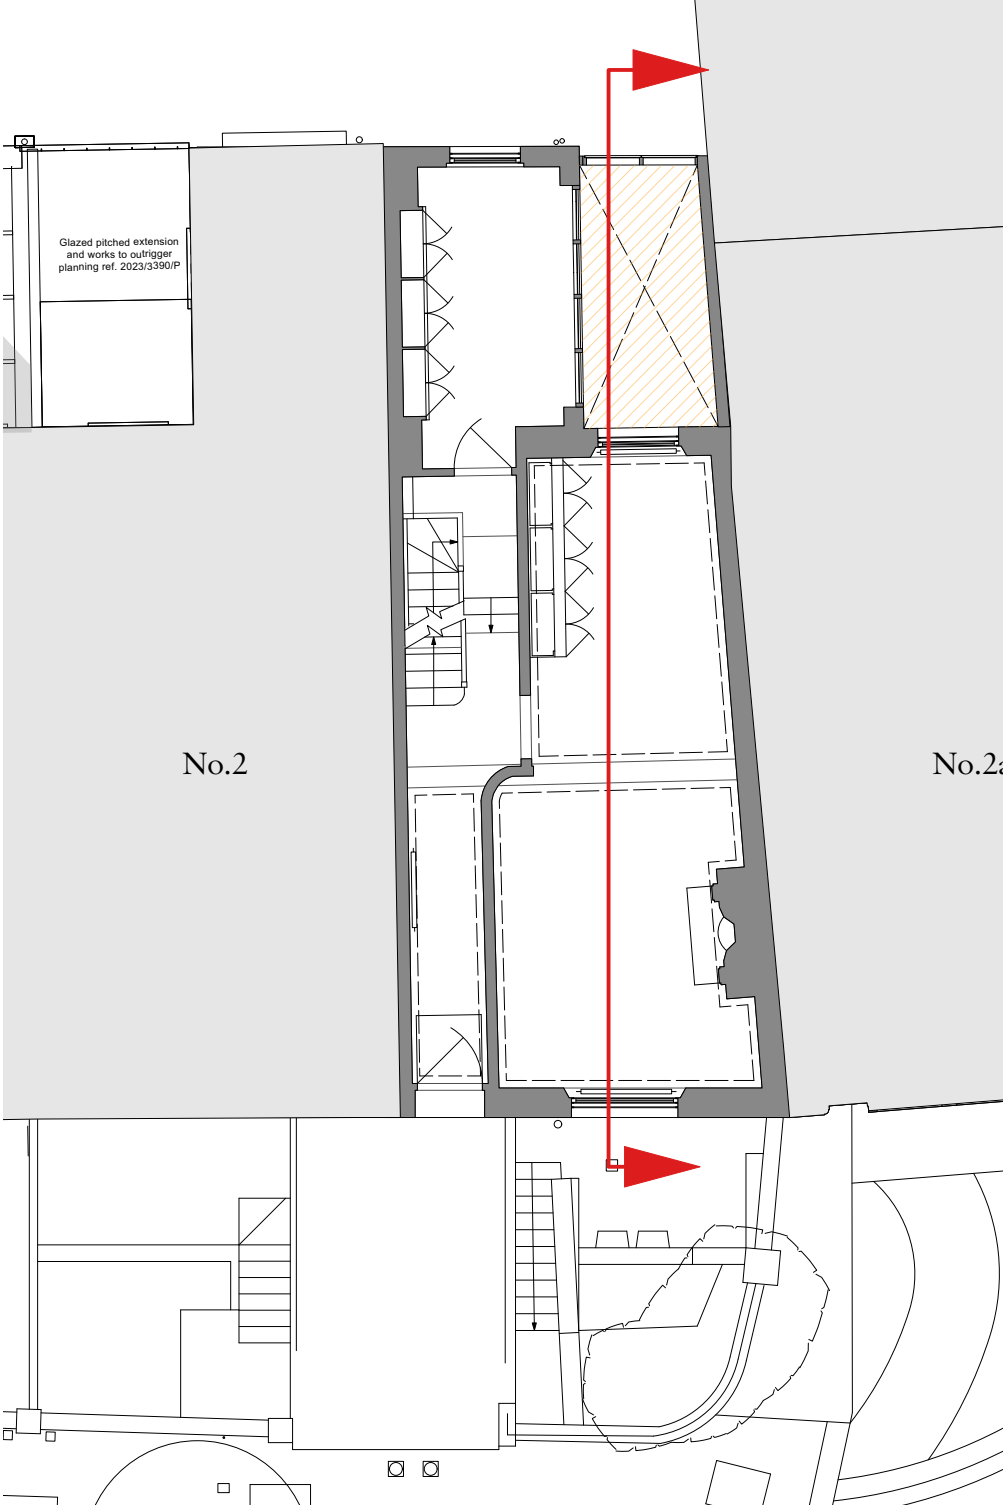 Glazed pitched extension
and works to outrigger
planning ref. 2023/3390/P
No.2
No.2a